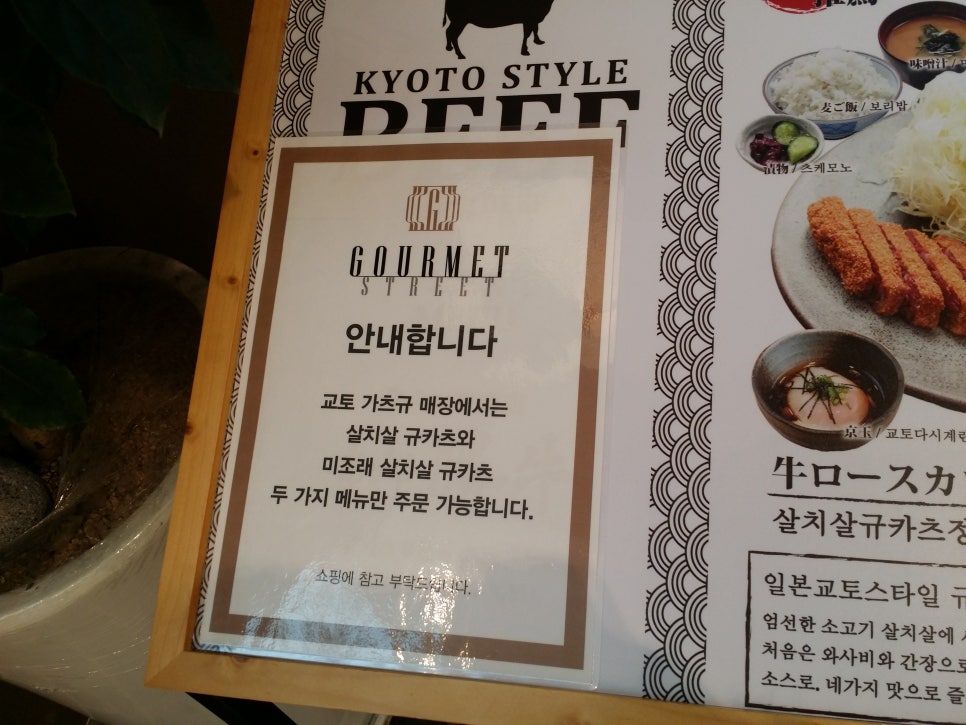 KYOTO STYLE
BEEF
GOURMET
STREET
안내합니다
교토 가츠규 매장에서는
살치살 규카츠와
미조래 살치살 규카츠
두 가지 메뉴만 주문 가능합니다.
쇼핑에 참고 부탁드립니다.
味噌汁 /
麦ご飯 / 보리밥
漬物 / 츠케모노
京玉 / 교토다시계란
牛ロースカ
살치살규카츠정
일본교토스타일 규
엄선한 소고기 살치살에
처음은 와사비와 간장으로
소스로. 네가지 맛으로 즐